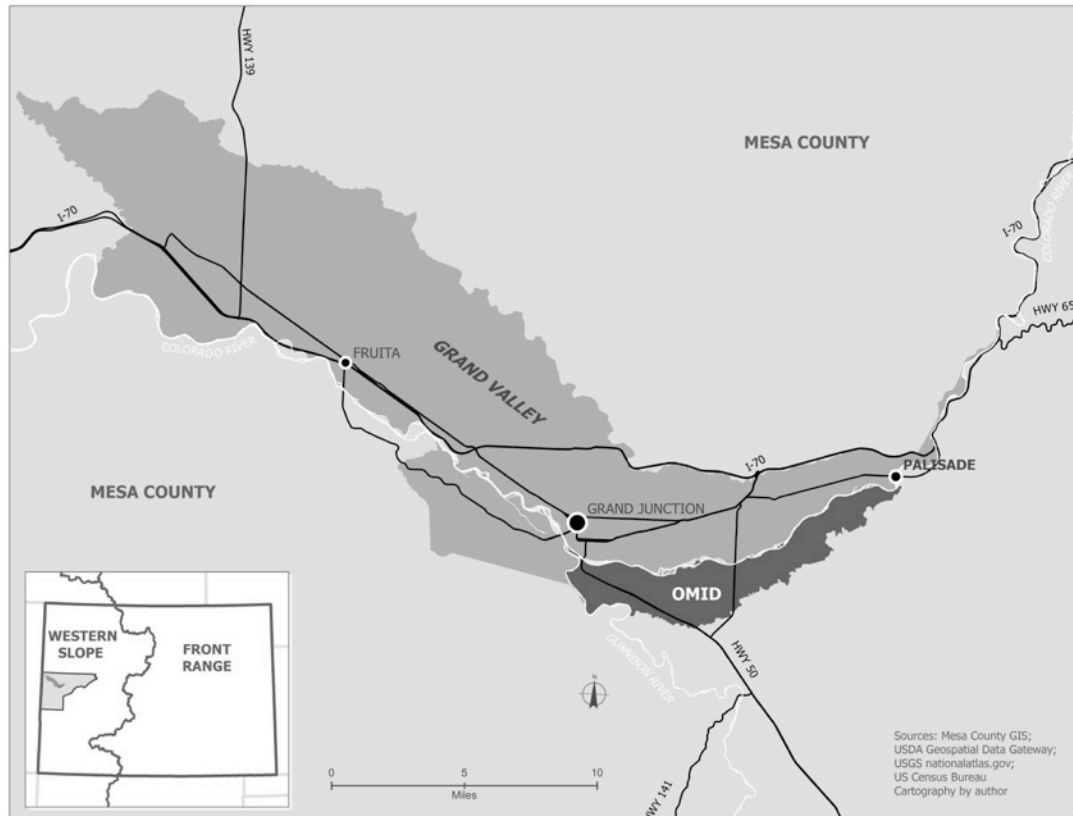 HWY 139
MESA COUNTY
COLORADO RIVER
I-70
I-70
HWY 65
COLORADO RIVER
FRUITA
GRAND VALLEY
I-70
PALISADE
MESA COUNTY
GRAND JUNCTION
OMID
GUNNISON RIVER
HWY 50
HWY 141
WESTERN
SLOPE
FRONT
RANGE
N
0
5
10
Miles
Sources: Mesa County GIS;
USDA Geospatial Data Gateway;
USGS nationalatlas.gov;
US Census Bureau
Cartography by author